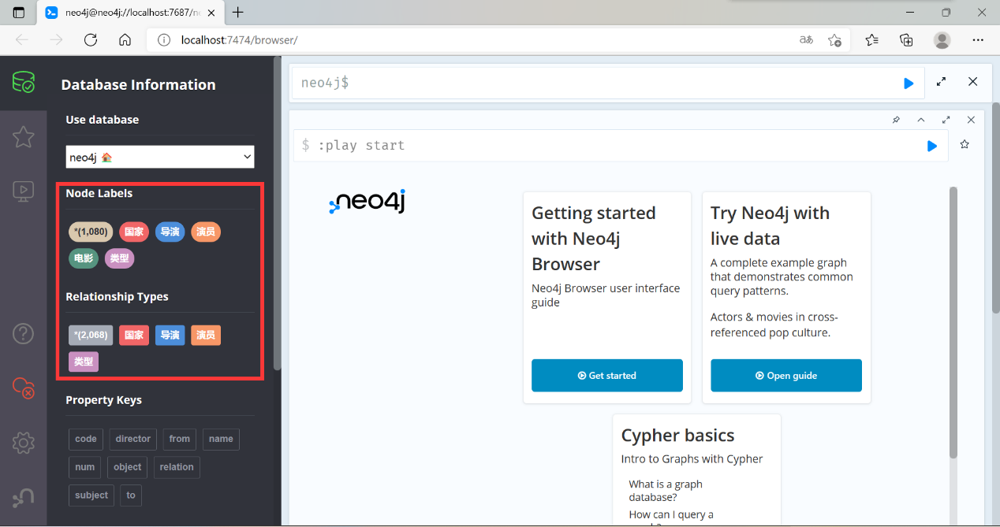 neo4j@neo4j://localhost:7687/ne
localhost:7474/browser/
Database Information
Use database
neo4j
Node Labels
*(1,080) 国家 导演 演员
电影 类型
Relationship Types
*(2,068) 国家 导演 演员
类型
Property Keys
code director from name
num object relation
subject to
neo4j$
$ :play start
neo4j
Getting started
with Neo4j
Browser
Neo4j Browser user interface
guide
Get started
Try Neo4j with
live data
A complete example graph
that demonstrates common
query patterns.
Actors & movies in cross-
referenced pop culture.
Open guide
Cypher basics
Intro to Graphs with Cypher
What is a graph
database?
How can I query a